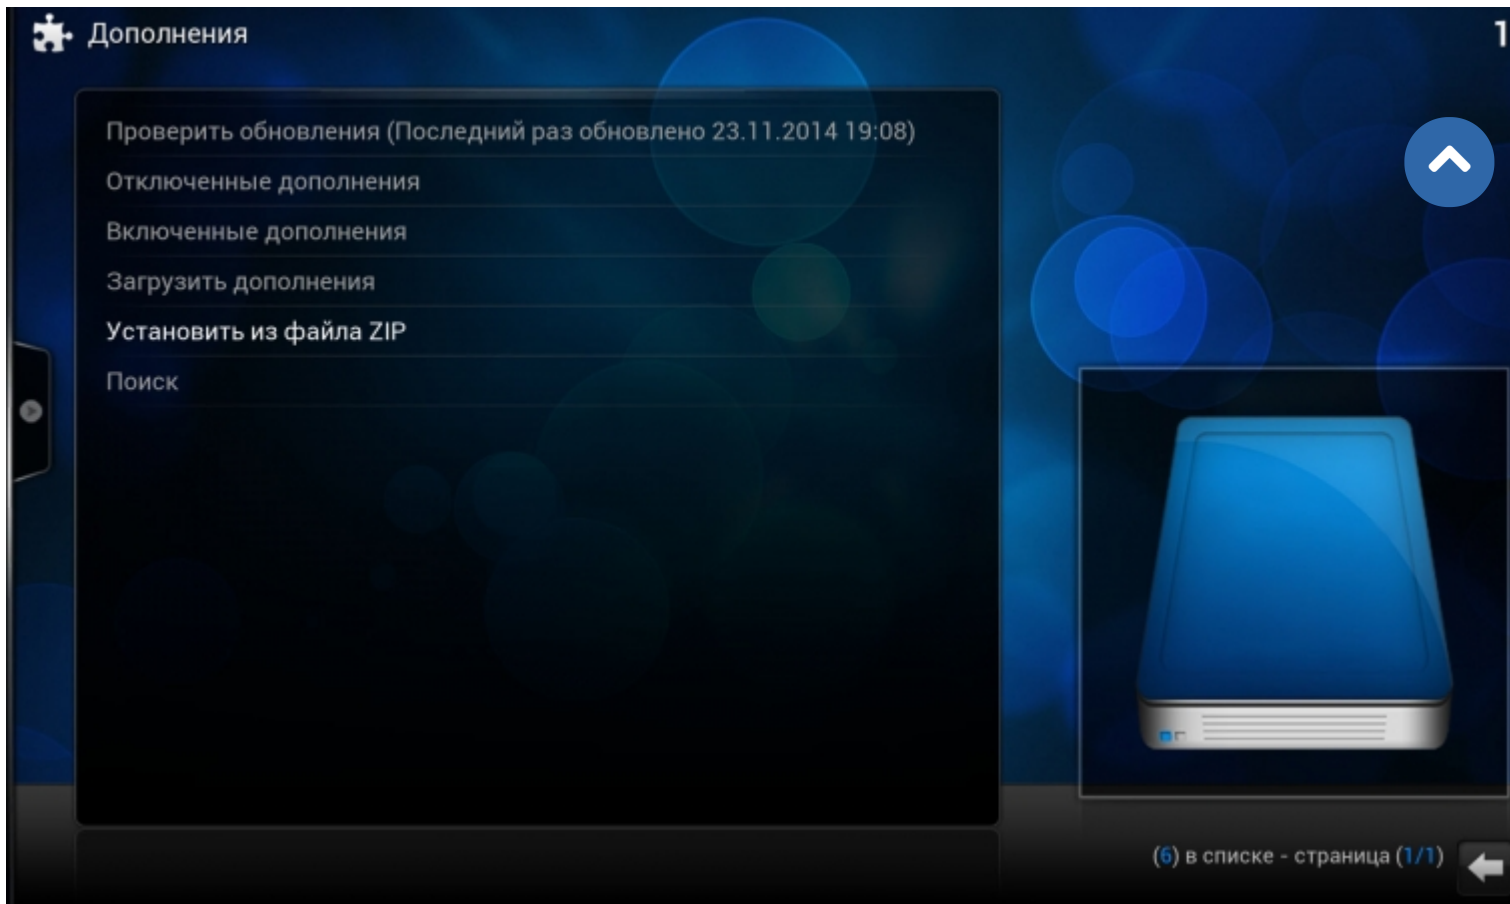 Дополнения
1
Проверить обновления (Последний раз обновлено 23.11.2014 19:08)
Отключенные дополнения
Включенные дополнения
Загрузить дополнения
Установить из файла ZIP
Поиск
(6) в списке - страница (1/1)